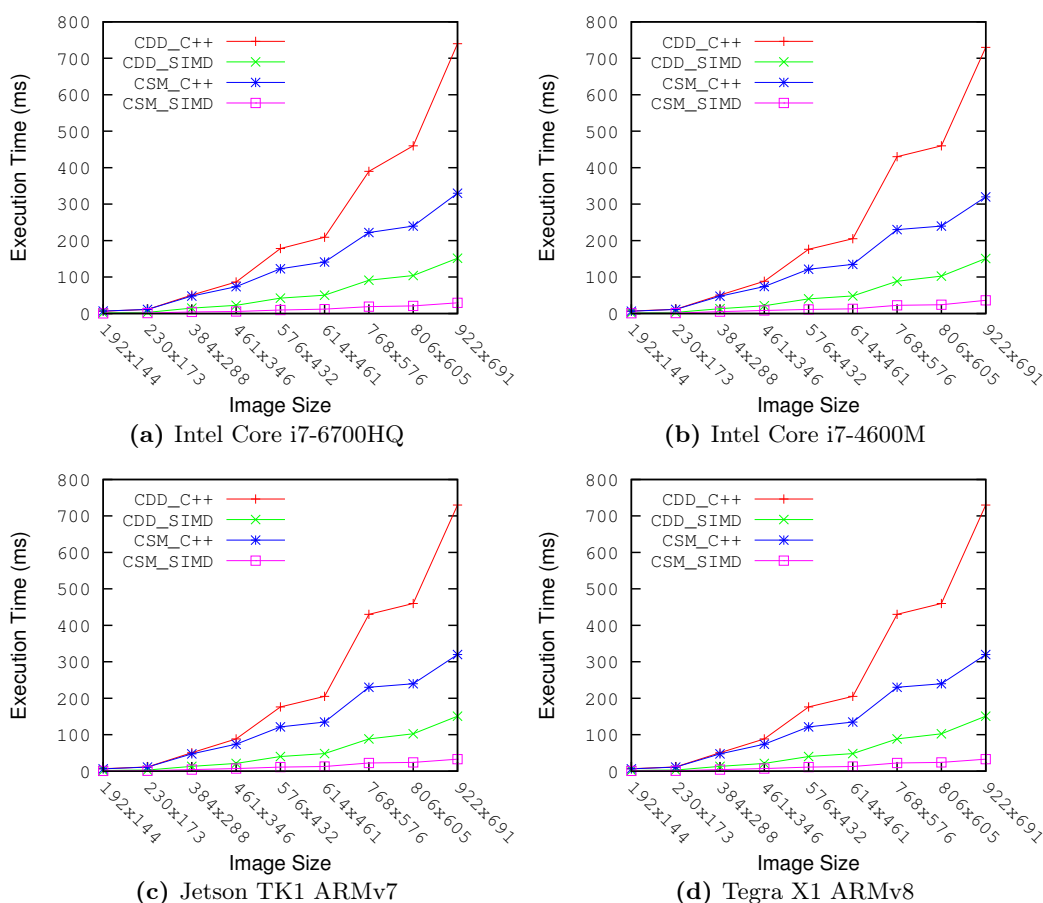 800
700
600
500
400
300
200
100
0
Execution Time (ms)
CDD_C++
CDD_SIMD
CSM_C++
CSM_SIMD
192x144
230x173
384x288
461x346
576x432
614x461
768x576
806x605
922x691
Image Size
(a) Intel Core i7-6700HQ
800
700
600
500
400
300
200
100
0
Execution Time (ms)
CDD_C++
CDD_SIMD
CSM_C++
CSM_SIMD
192x144
230x173
384x288
461x346
576x432
614x461
768x576
806x605
922x691
Image Size
(b) Intel Core i7-4600M
800
700
600
500
400
300
200
100
0
Execution Time (ms)
CDD_C++
CDD_SIMD
CSM_C++
CSM_SIMD
192x144
230x173
384x288
461x346
576x432
614x461
768x576
806x605
922x691
Image Size
(c) Jetson TK1 ARMv7
800
700
600
500
400
300
200
100
0
Execution Time (ms)
CDD_C++
CDD_SIMD
CSM_C++
CSM_SIMD
192x144
230x173
384x288
461x346
576x432
614x461
768x576
806x605
922x691
Image Size
(d) Tegra X1 ARMv8